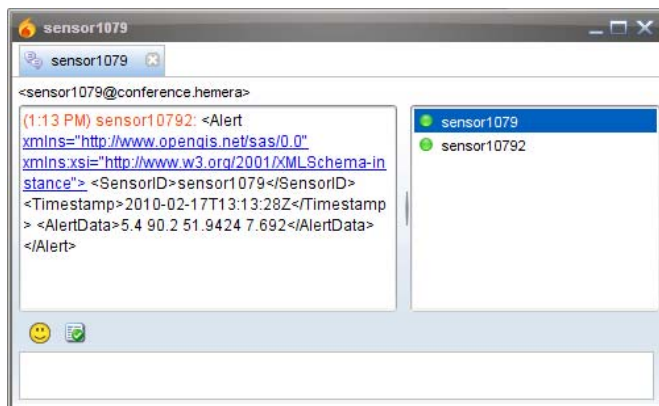 sensor1079
sensor1079
<sensor1079@conference.hemera>
(1:13 PM) sensor10792: <Alert
xmlns="http://www.opengis.net/sas/0.0"
xmlns:xsi="http://www.w3.org/2001/XMLSchema-in
stance"> <SensorID>sensor1079</SensorID>
<Timestamp>2010-02-17T13:13:28Z</Timestamp
> <AlertData>5.4 90.2 51.9424 7.692</AlertData>
</Alert>
sensor1079
sensor10792